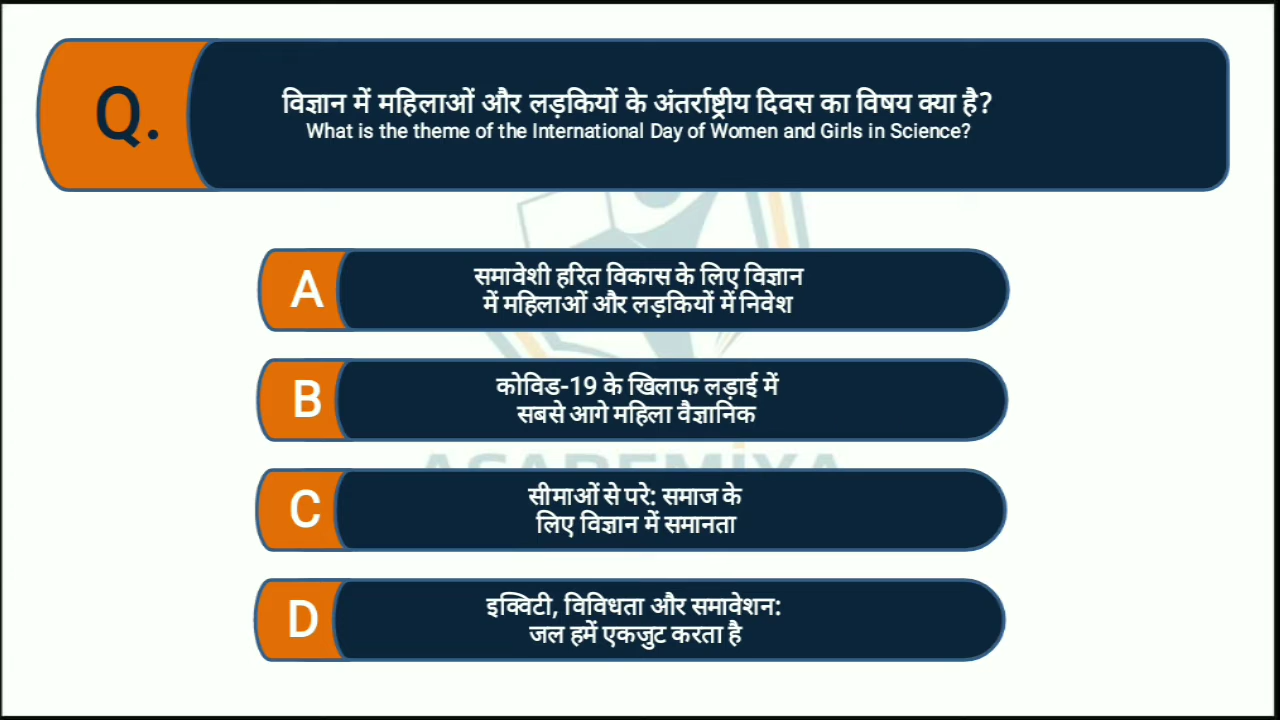 Q.
विज्ञान में महिलाओं और लड़कियों के अंतर्राष्ट्रीय दिवस का विषय क्या है?
What is the theme of the International Day of Women and Girls in Science?
A
समावेशी हरित विकास के लिए विज्ञान
में महिलाओं और लड़कियों में निवेश
B
कोविड-19 के खिलाफ लड़ाई में
सबसे आगे महिला वैज्ञानिक
C
सीमाओं से परे: समाज के
लिए विज्ञान में समानता
D
इक्विटी, विविधता और समावेशन:
जल हमें एकजुट करता है